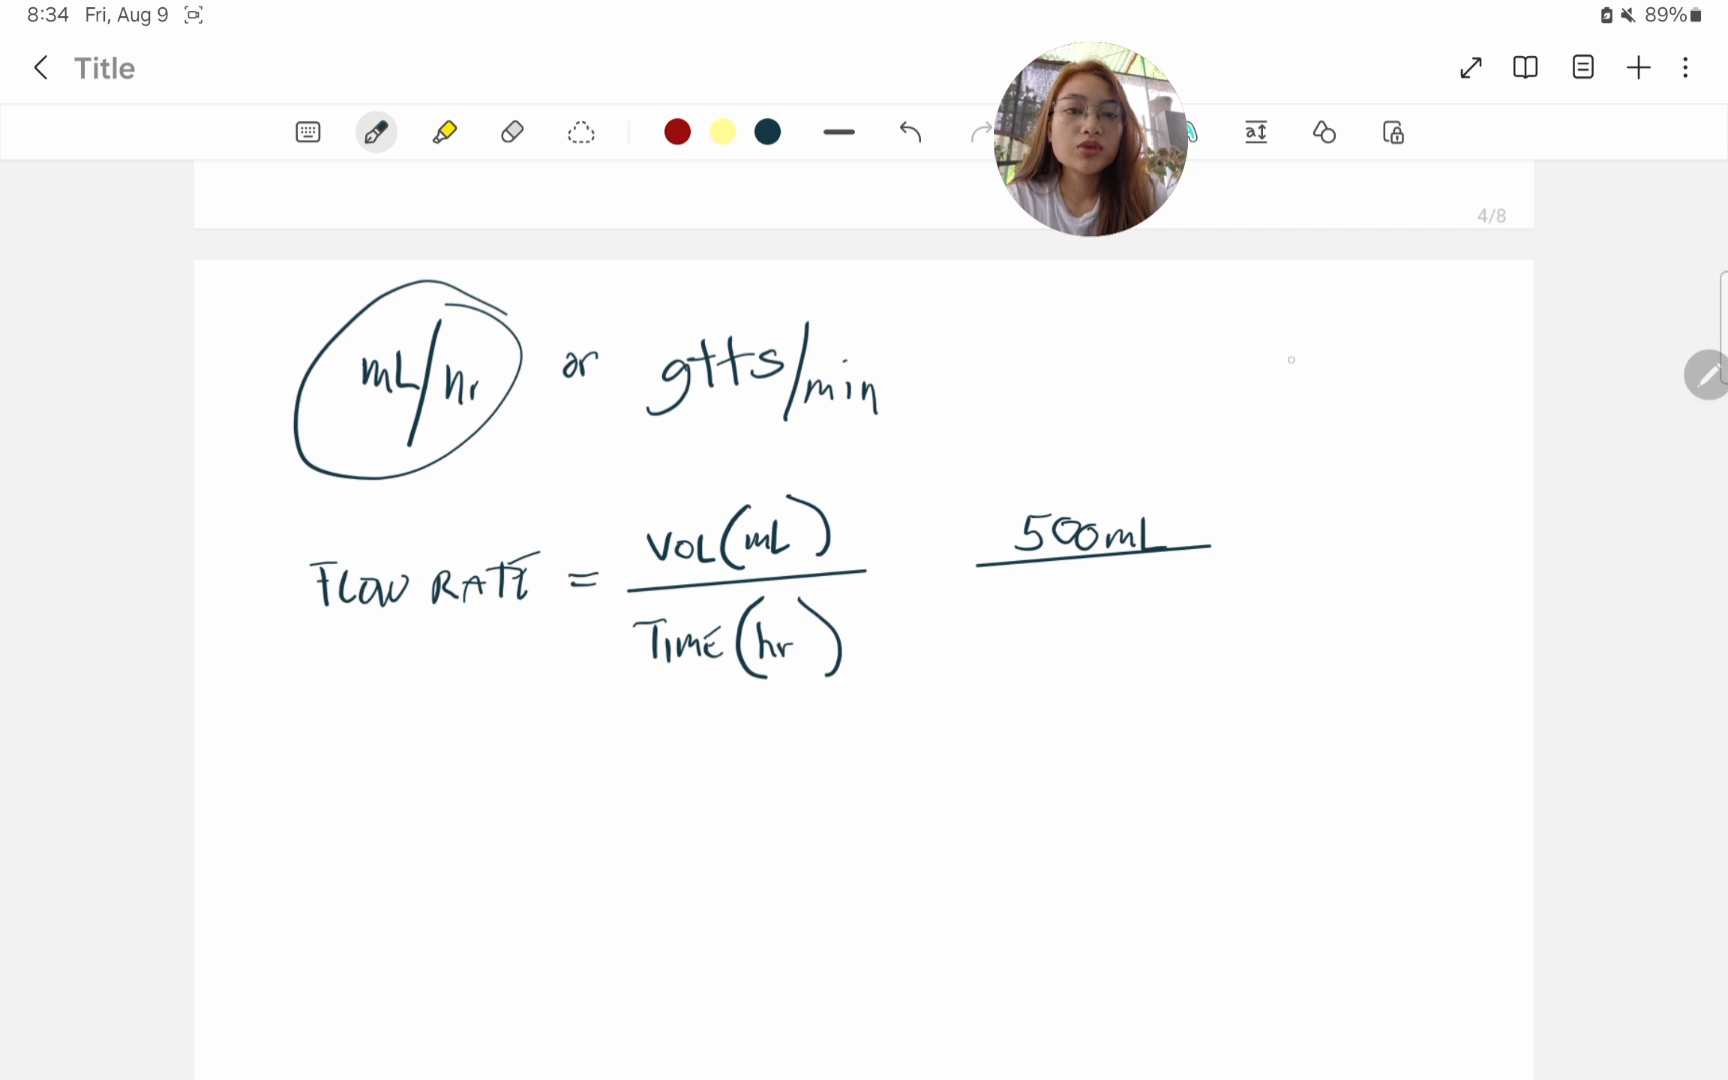 8:34 Fri, Aug 9 89%
Title
4/8
mL/hr or gtts/min
VOL(mL) 500mL
FLOW RATE =
TIME(hr)